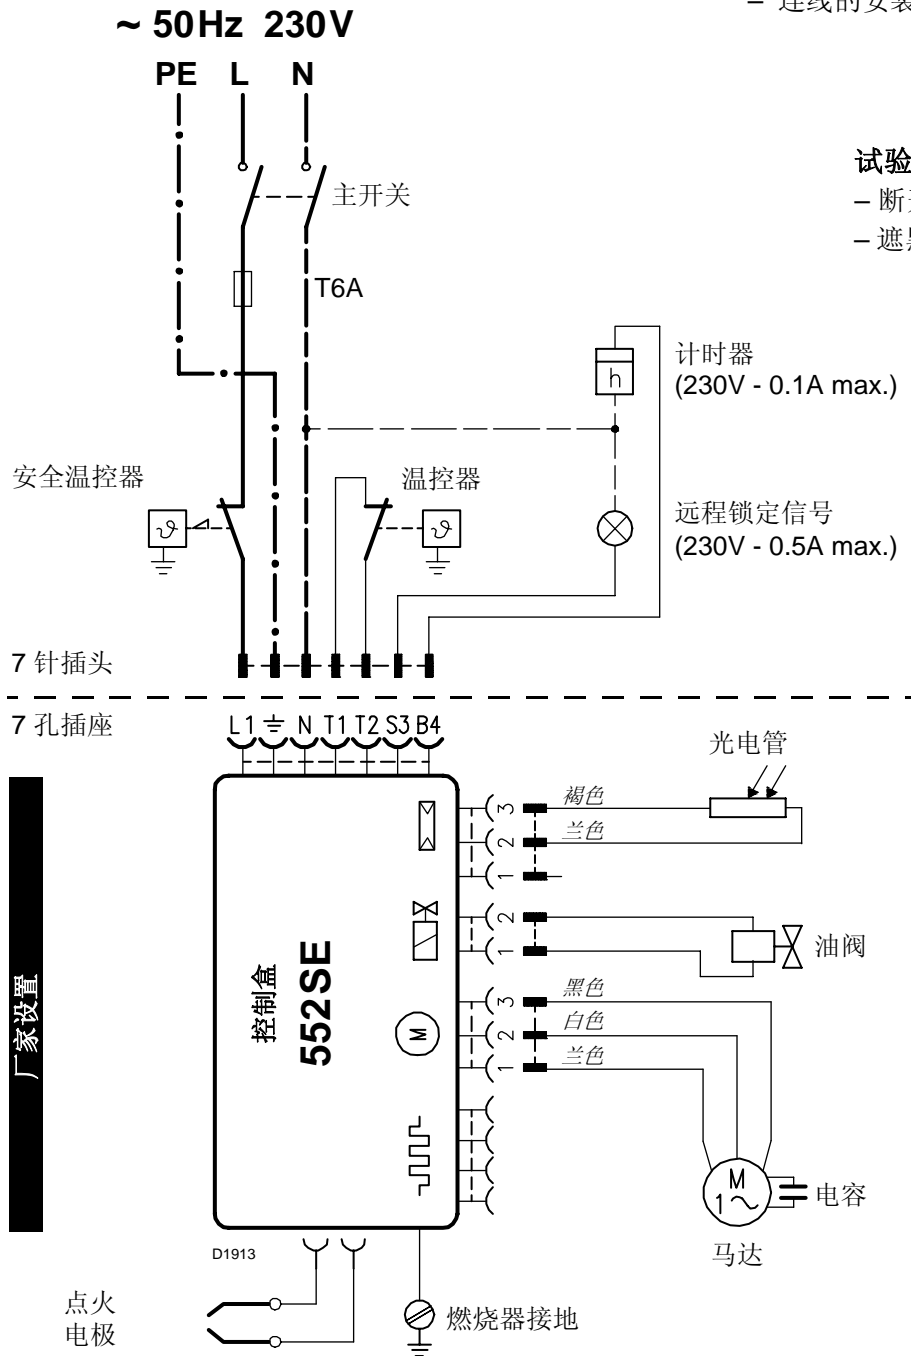 – 连线的安装
~ 50Hz 230V
PE L N
试验
主开关
– 断
– 遮
T6A
计时器
h
(230V - 0.1A max.)
安全温控器
温控器
远程锁定信号
ϑ
ϑ
(230V - 0.5A max.)
7 针插头
7 孔插座
L1 N T1 T2 S3 B4
光电管
3 褐色
2 兰色
1
2
油阀
1
控制盒
552SE
厂家设置
3 黑色
M
2 白色
1 兰色
M
1~
电容
马达
D1913
点火
电极
燃烧器接地